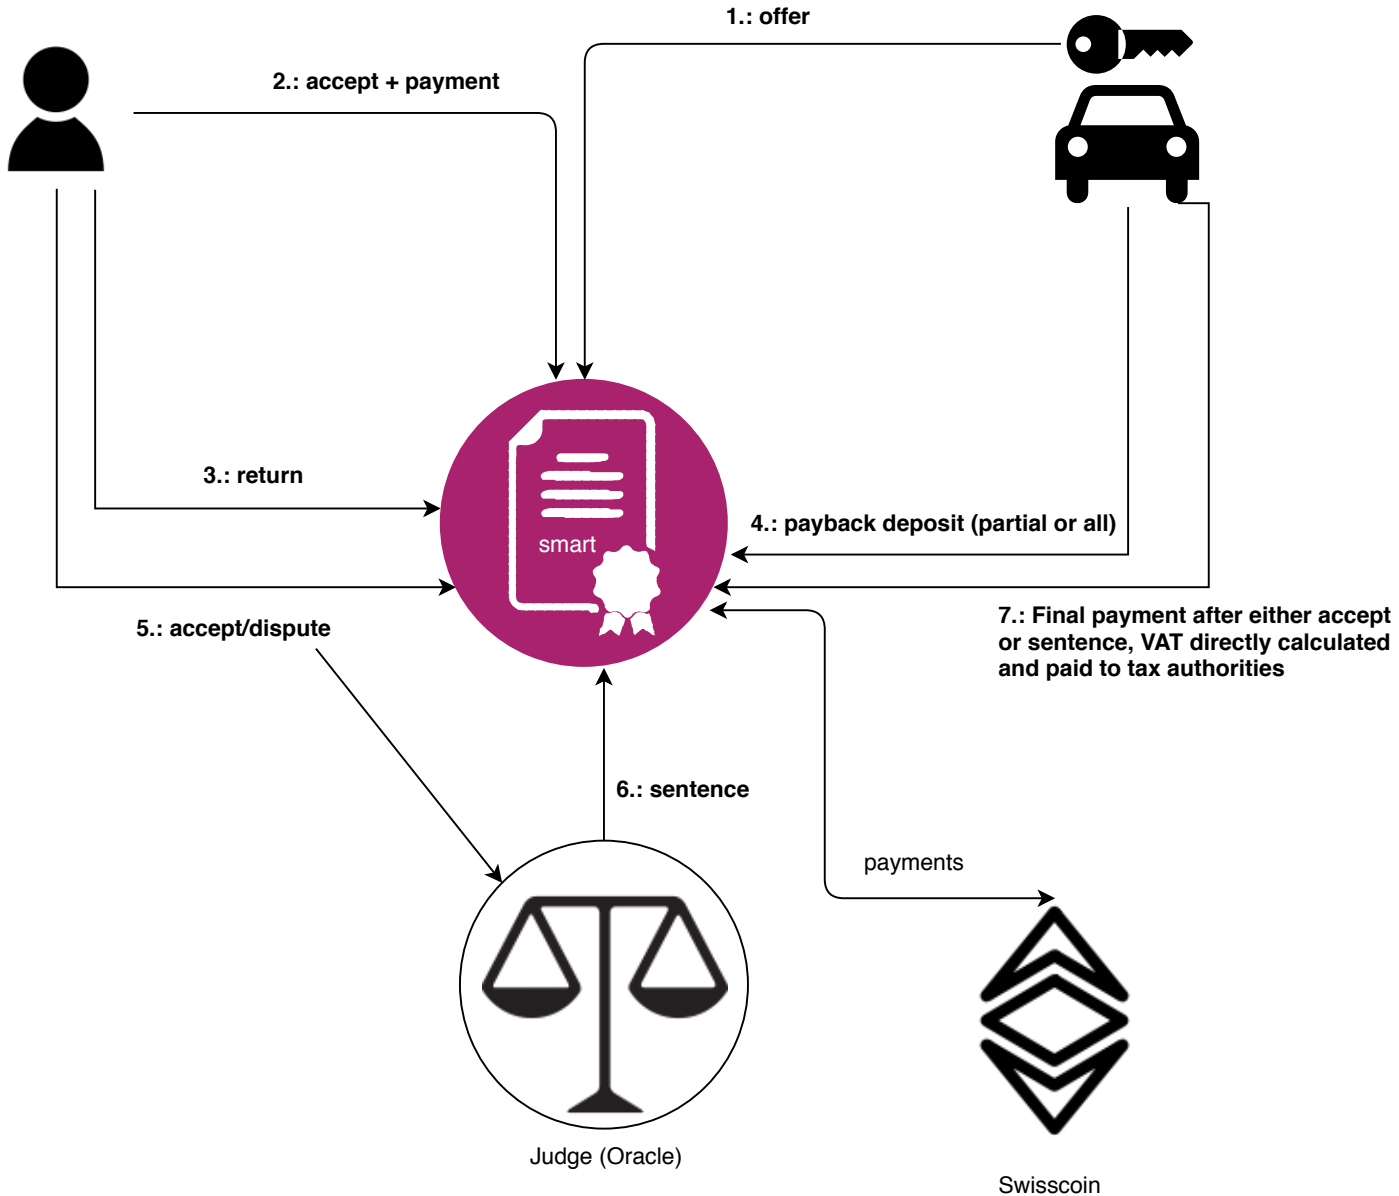 1.: offer
2.: accept + payment
3.: return
smart
4.: payback deposit (partial or all)
5.: accept/dispute
7.: Final payment after either accept
or sentence, VAT directly calculated
and paid to tax authorities
6.: sentence
payments
Judge (Oracle)
Swisscoin